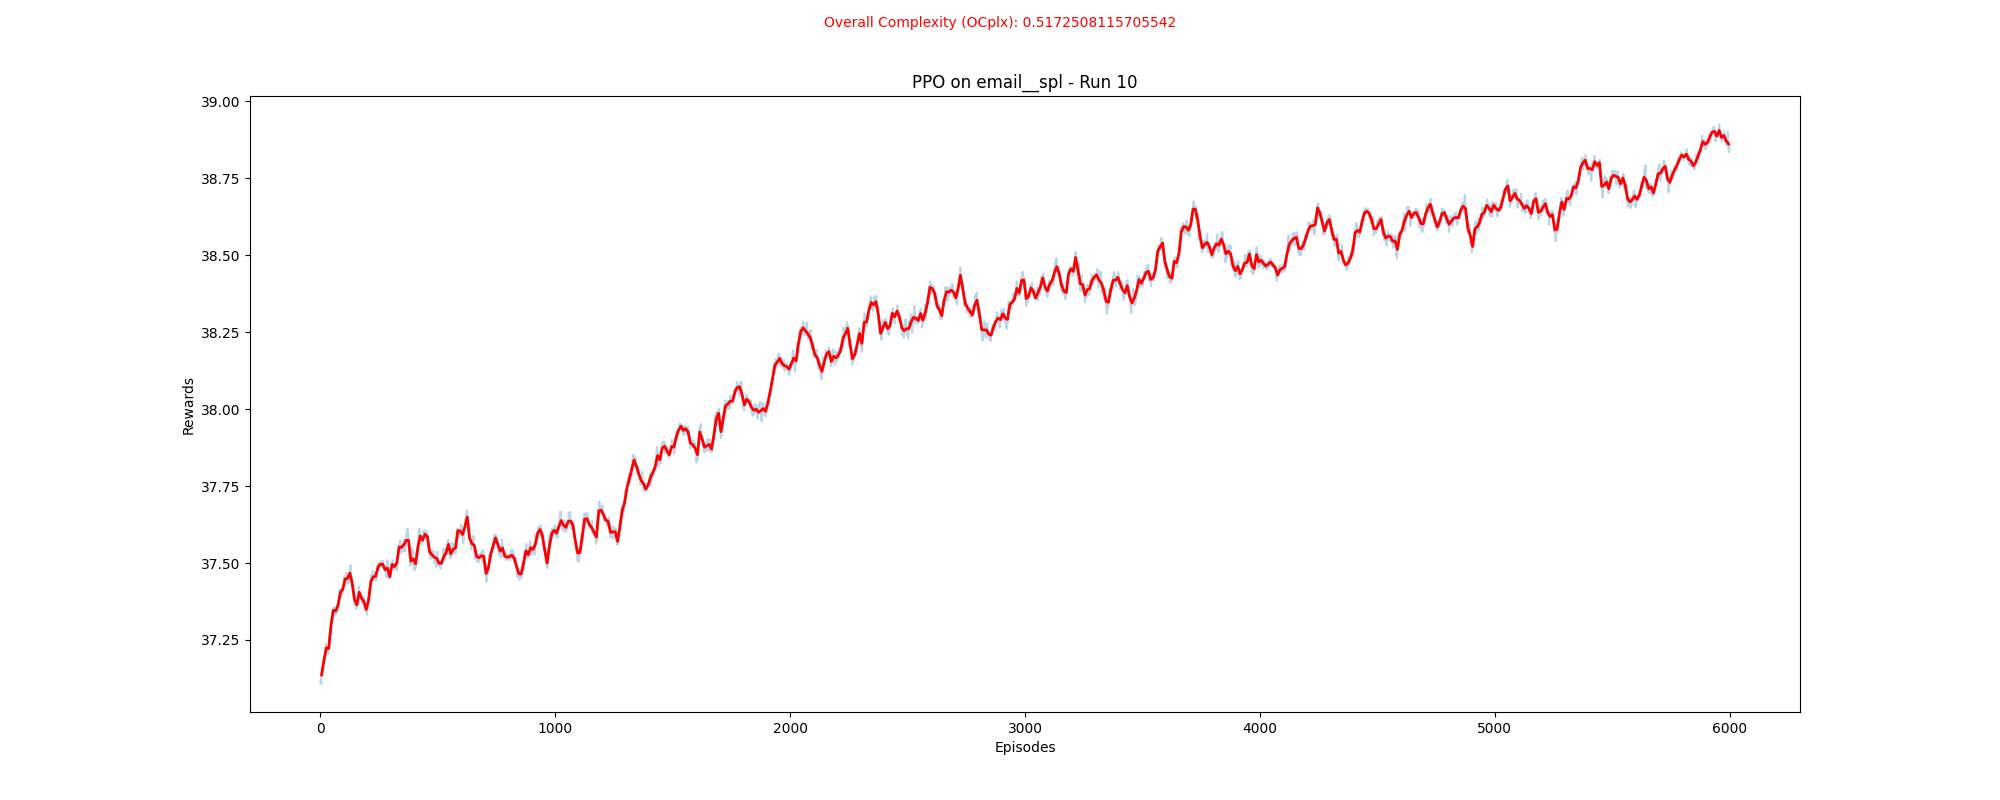 Overall Complexity (OCplx): 0.5172508115705542
PPO on email__spl - Run 10
39.00
38.75
38.50
38.25
38.00
37.75
37.50
37.25
Rewards
0 1000 2000 3000 4000 5000 6000
Episodes